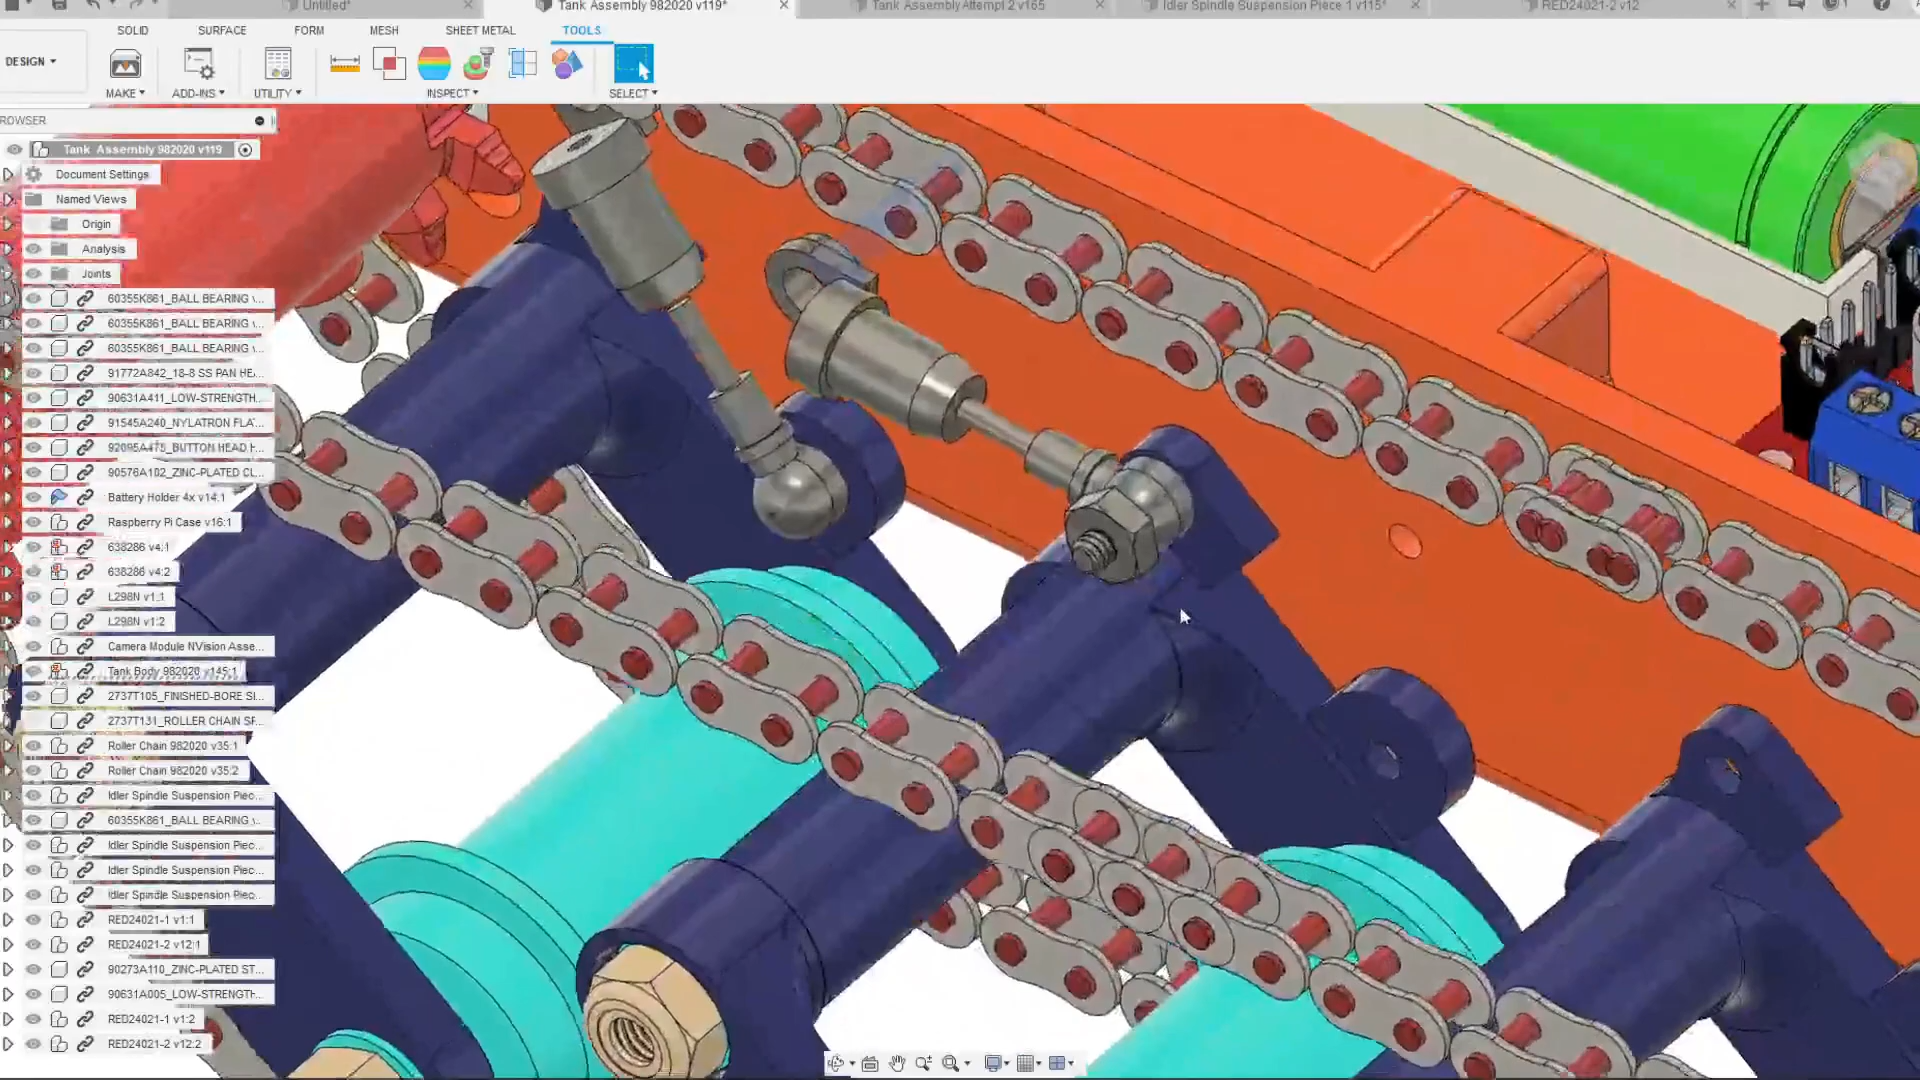 Untitled*
Tank Assembly 982020 v119*
Tank Assembly Attempt 2 v165
Idler Spindle Suspension Piece 1 v115*
RED24021-2 v12
SOLID
SURFACE
FORM
MESH
SHEET METAL
TOOLS
DESIGN
MAKE
ADD-INS
UTILITY
INSPECT
SELECT
ROWSER
Tank Assembly 982020 v119
Document Settings
Named Views
Origin
Analysis
Joints
60355K861_BALL BEARING v...
60355K861_BALL BEARING v...
60355K861_BALL BEARING v...
91772A842_18-8 SS PAN HE...
90631A411_LOW-STRENGTH...
91545A240_NYLATRON FLA...
92095A475_BUTTON HEAD H...
90576A102_ZINC-PLATED CL...
Battery Holder 4x v14:1
Raspberry Pi Case v16:1
638286 v4:1
638286 v4:2
L298N v1:1
L298N v1:2
Camera Module NVision Asse...
Tank Body 982020 v145:1
2737T105_FINISHED-BORE S...
2737T131_ROLLER CHAIN SP...
Roller Chain 982020 v35:1
Roller Chain 982020 v35:2
Idler Spindle Suspension Piec...
60355K861_BALL BEARING v...
Idler Spindle Suspension Piec...
Idler Spindle Suspension Piec...
Idler Spindle Suspension Piec...
RED24021-1 v1:1
RED24021-2 v12:1
90273A110_ZINC-PLATED ST...
90631A005_LOW-STRENGTH...
RED24021-1 v1:2
RED24021-2 v12:2